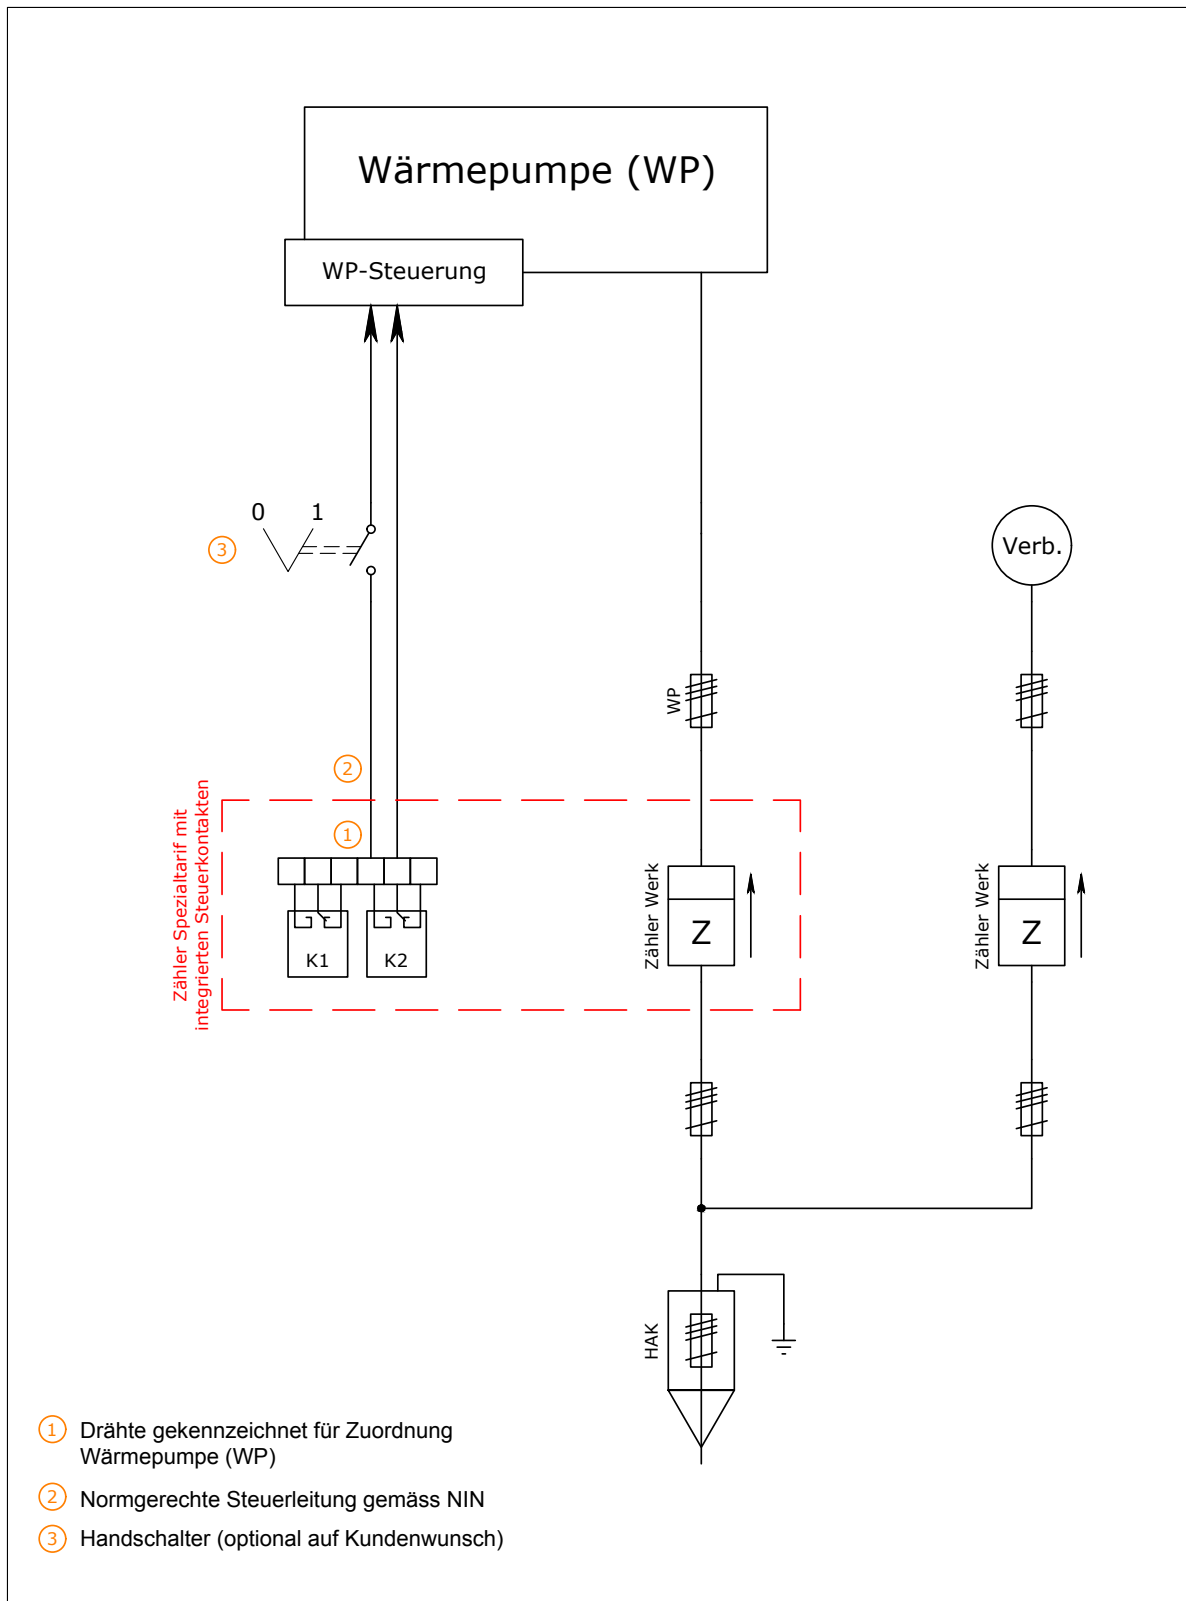 Wärmepumpe (WP)
WP-Steuerung
0 1
3
Verb.
WP
2
1
Zähler Spezialtarif mit
integrierten Steuerkontakten
K1 K2
Zähler Werk
Z
Zähler Werk
Z
HAK
1 Drähte gekennzeichnet für Zuordnung
Wärmepumpe (WP)
2 Normgerechte Steuerleitung gemäss NIN
3 Handschalter (optional auf Kundenwunsch)